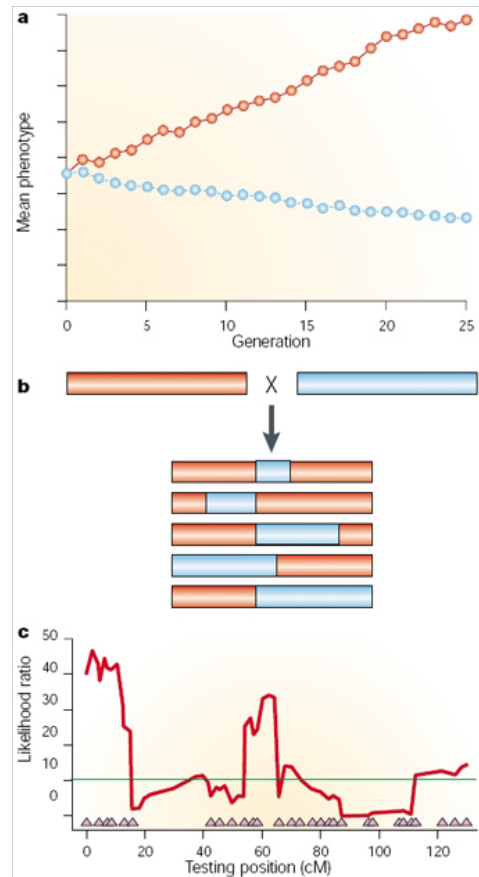 a
Mean phenotype
0 5 10 15 20 25
Generation
b
X
c
Likelihood ratio
50
40
30
20
10
0
0 20 40 60 80 100 120
Testing position (cM)